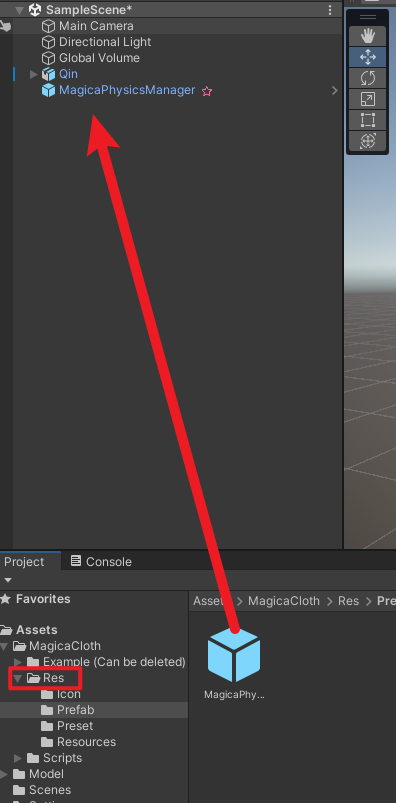 SampleScene*
Main Camera
Directional Light
Global Volume
Qin
MagicaPhysicsManager
Project
Console
Favorites
Assets
MagicaCloth
Example (Can be deleted)
Res
Icon
Prefab
Preset
Resources
Scripts
Model
Scenes
Assets > MagicaCloth > Res > Pre
MagicaPhy...